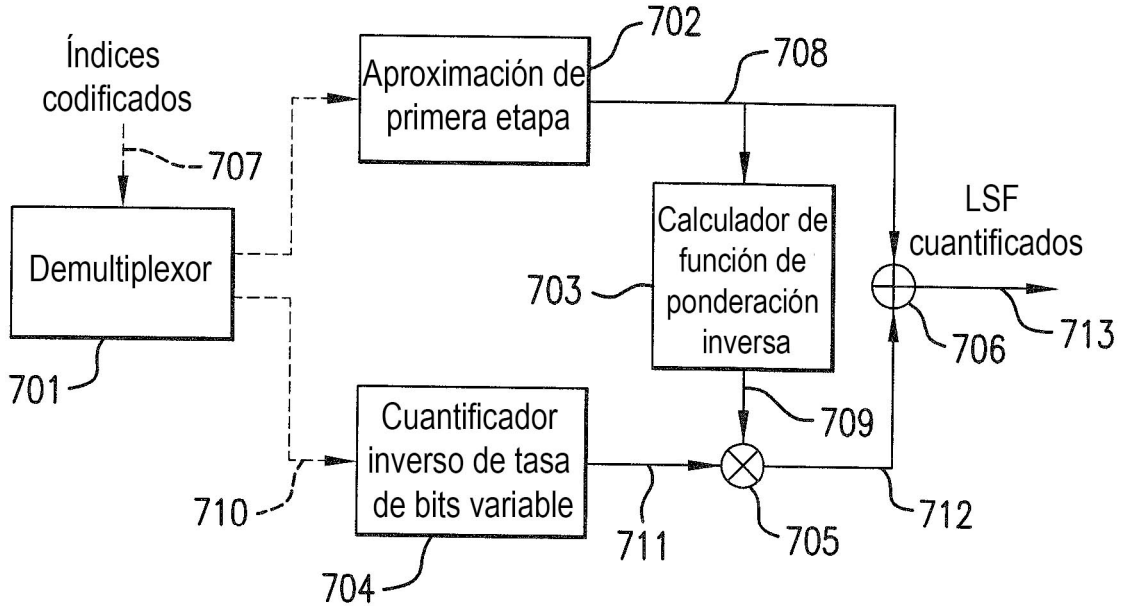 Índices
codificados
707
Demultiplexor
701
Aproximación de
primera etapa
702
708
Calculador de
función de
ponderación
inversa
703
709
LSF
cuantificados
706
713
Cuantificador
inverso de tasa
de bits variable
704
710
711
705
712